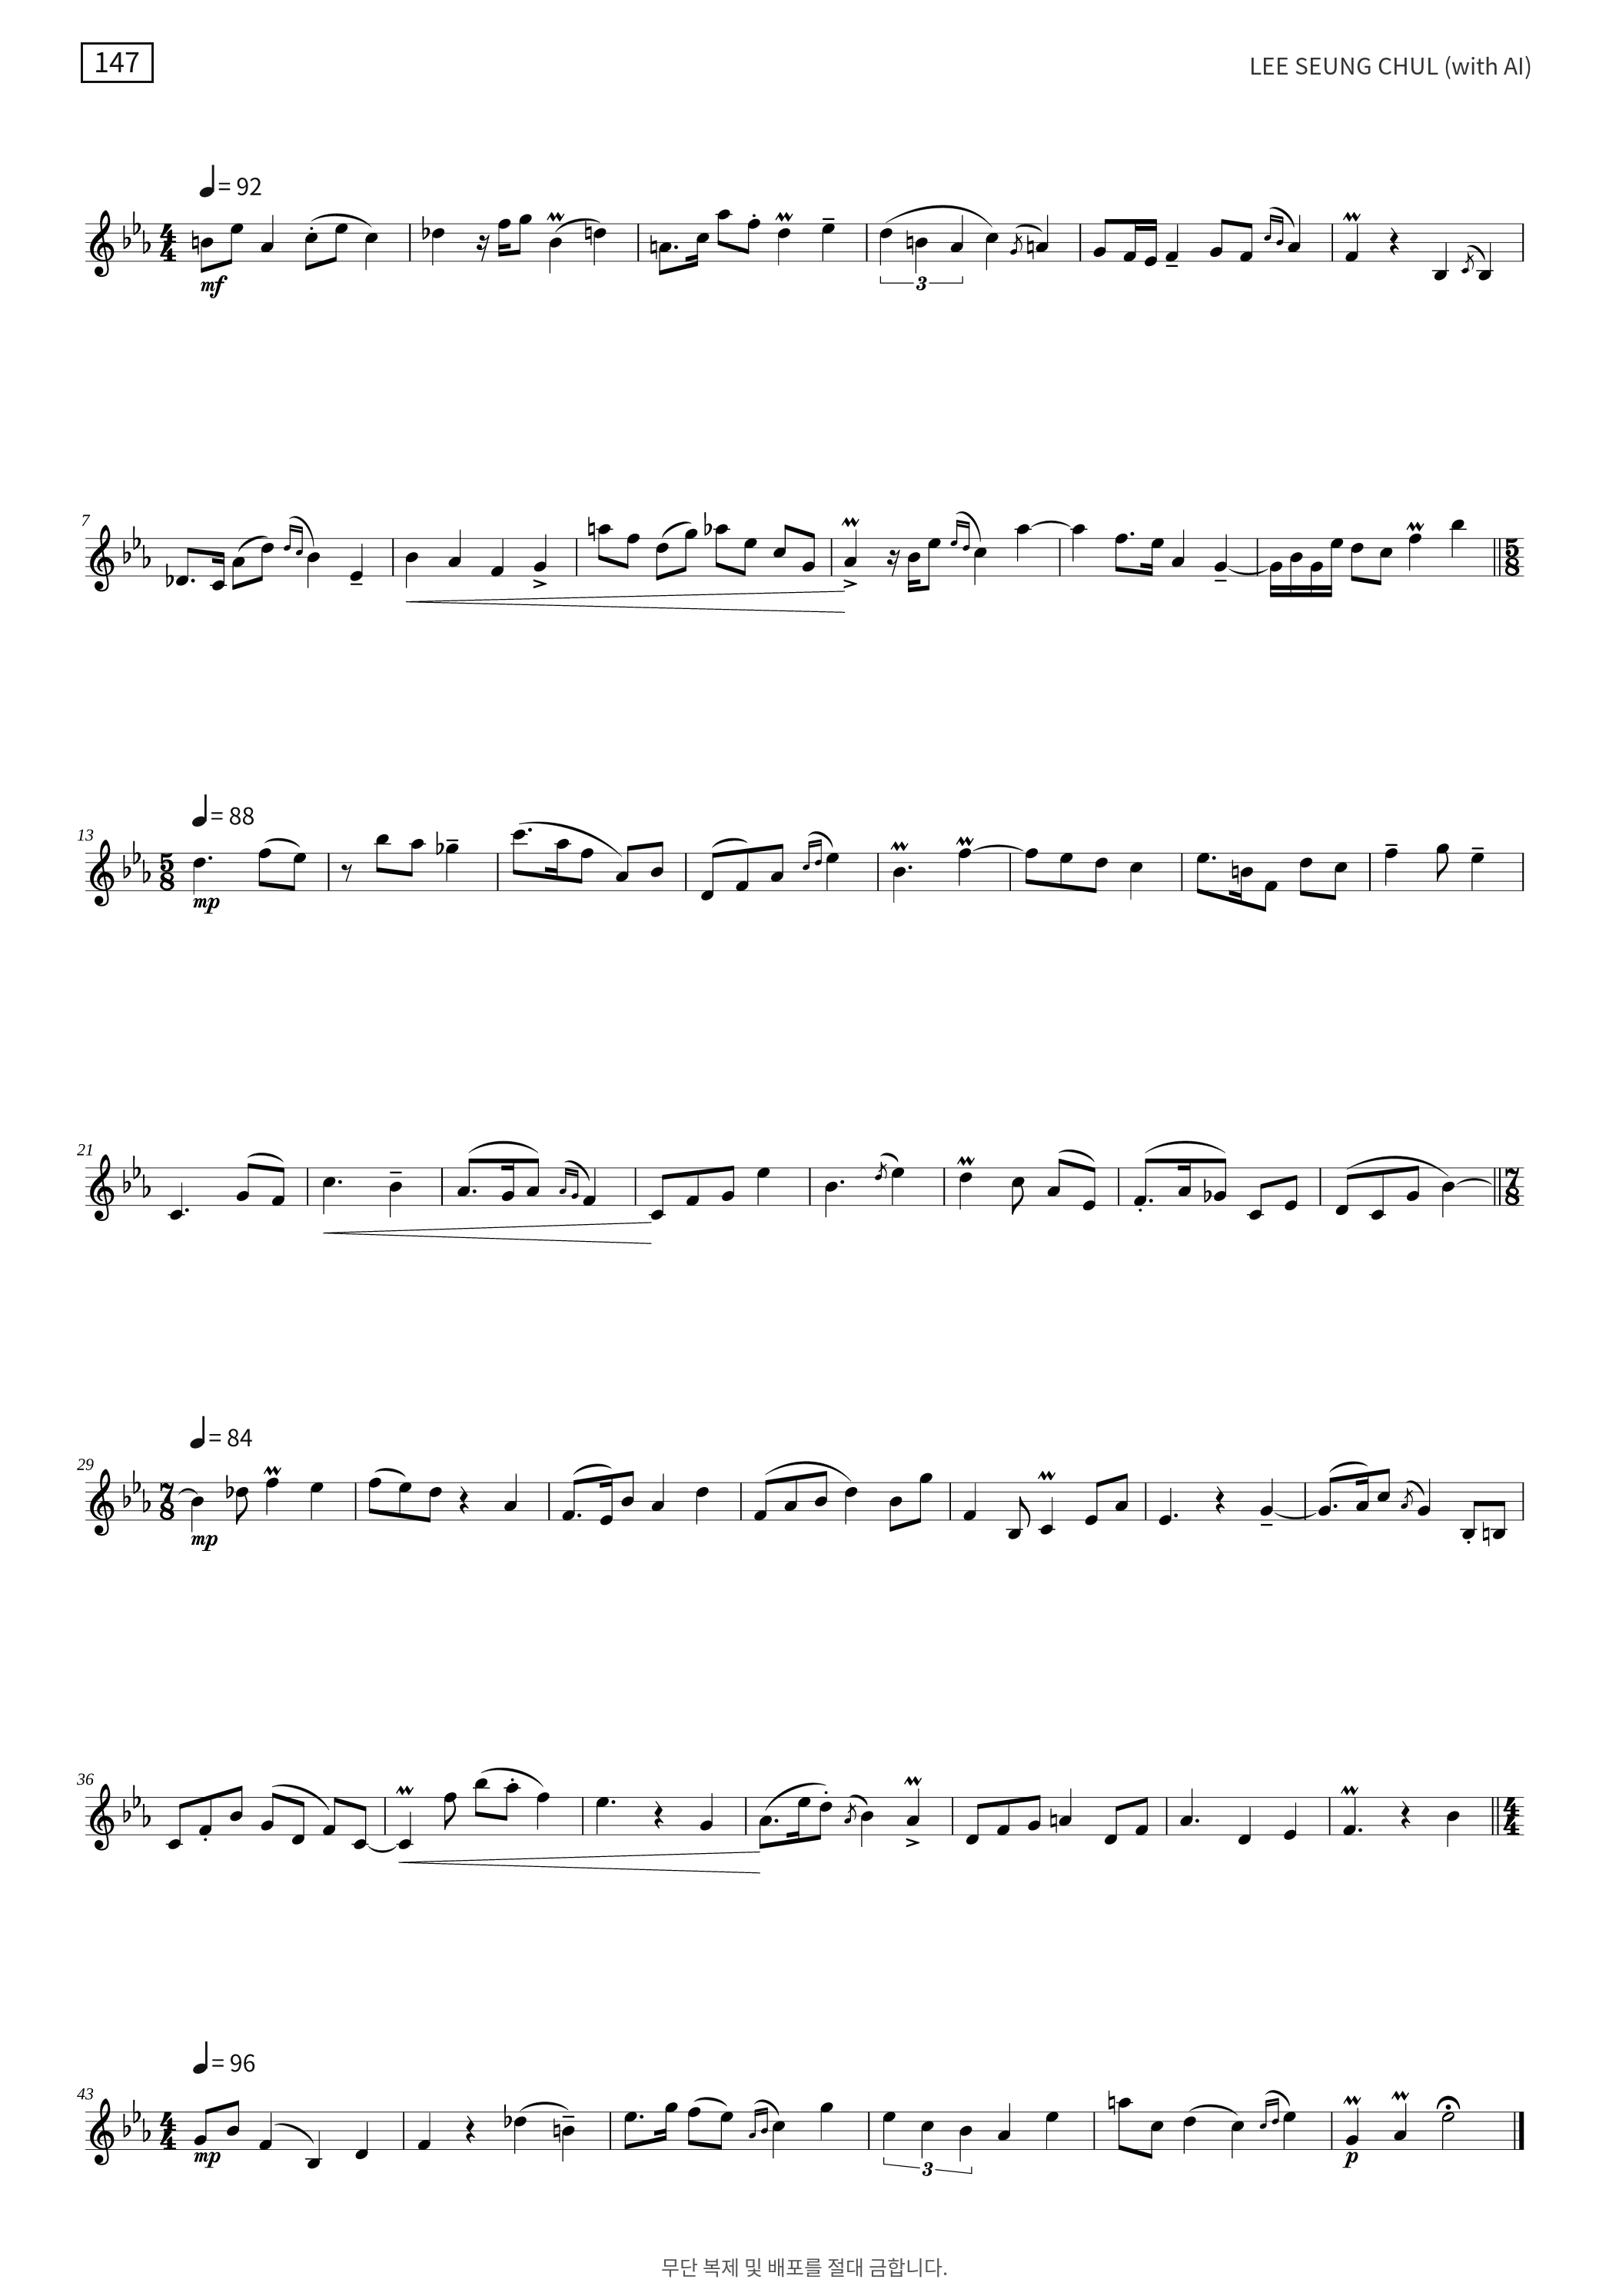 147
LEE SEUNG CHUL (with AI)
= 92
mf
3
7
13
= 88
mp
21
29
= 84
mp
36
43
= 96
mp
3
p
무단 복제 및 배포를 절대 금합니다.